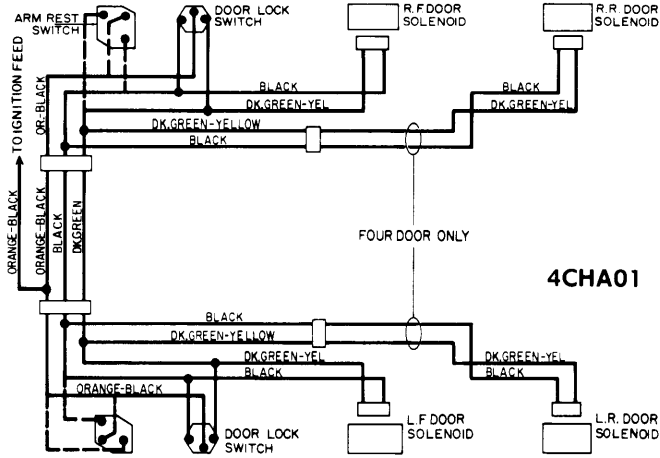 ARM REST
SWITCH
DOOR LOCK
SWITCH
R.F DOOR
SOLENOID
R.R. DOOR
SOLENOID
BLACK
BLACK
DK.GREEN-YEL
DK.GREEN-YEL
DK.GREEN-YELLOW
BLACK
TO IGNITION FEED
OR.-BLACK
ORANGE-BLACK
ORANGE-BLACK
BLACK
DK.GREEN
FOUR DOOR ONLY
4CHA01
BLACK
DK.GREEN-YELLOW
DK.GREEN-YEL
DK.GREEN-YEL
BLACK
BLACK
ORANGE-BLACK
DOOR LOCK
SWITCH
L.F DOOR
SOLENOID
L.R. DOOR
SOLENOID